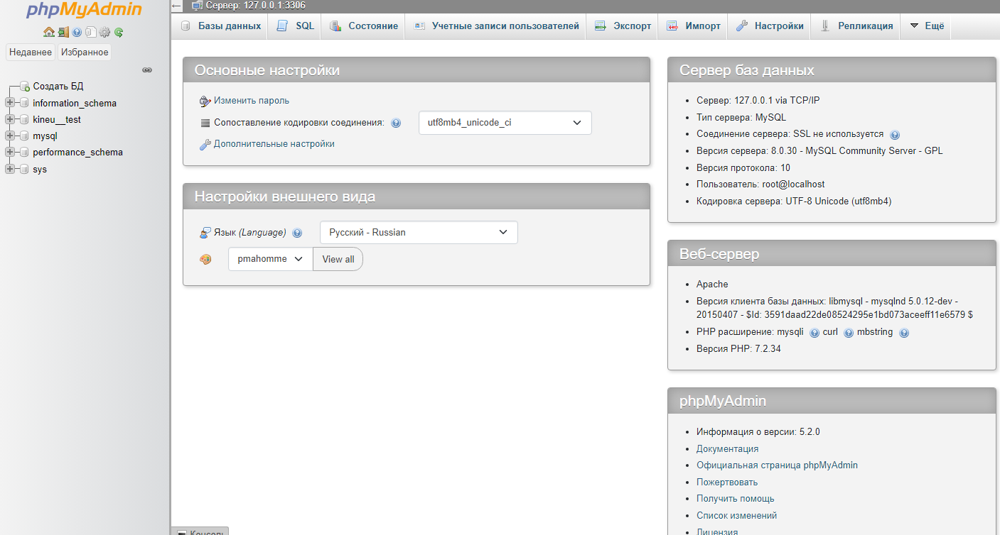 phpMyAdmin
Недавнее
Избранное
Создать БД
information_schema
kineu__test
mysql
performance_schema
sys
Сервер: 127.0.0.1:3306
Базы данных
SQL
Состояние
Учетные записи пользователей
Экспорт
Импорт
Настройки
Репликация
Ещё
Основные настройки
Изменить пароль
Сопоставление кодировки соединения:
utf8mb4_unicode_ci
Дополнительные настройки
Настройки внешнего вида
Язык (Language)
Русский - Russian
pmahomme
View all
Сервер баз данных
Сервер: 127.0.0.1 via TCP/IP
Тип сервера: MySQL
Соединение сервера: SSL не используется
Версия сервера: 8.0.30 - MySQL Community Server - GPL
Версия протокола: 10
Пользователь: root@localhost
Кодировка сервера: UTF-8 Unicode (utf8mb4)
Веб-сервер
Apache
Версия клиента базы данных: libmysql - mysqlnd 5.0.12-dev -
20150407 - $Id: 3591daad22de08524295e1bd073aceeff11e6579 $
PHP расширение: mysqli curl mbstring
Версия PHP: 7.2.34
phpMyAdmin
Информация о версии: 5.2.0
Документация
Официальная страница phpMyAdmin
Пожертвовать
Получить помощь
Список изменений
Лицензия
Консоль